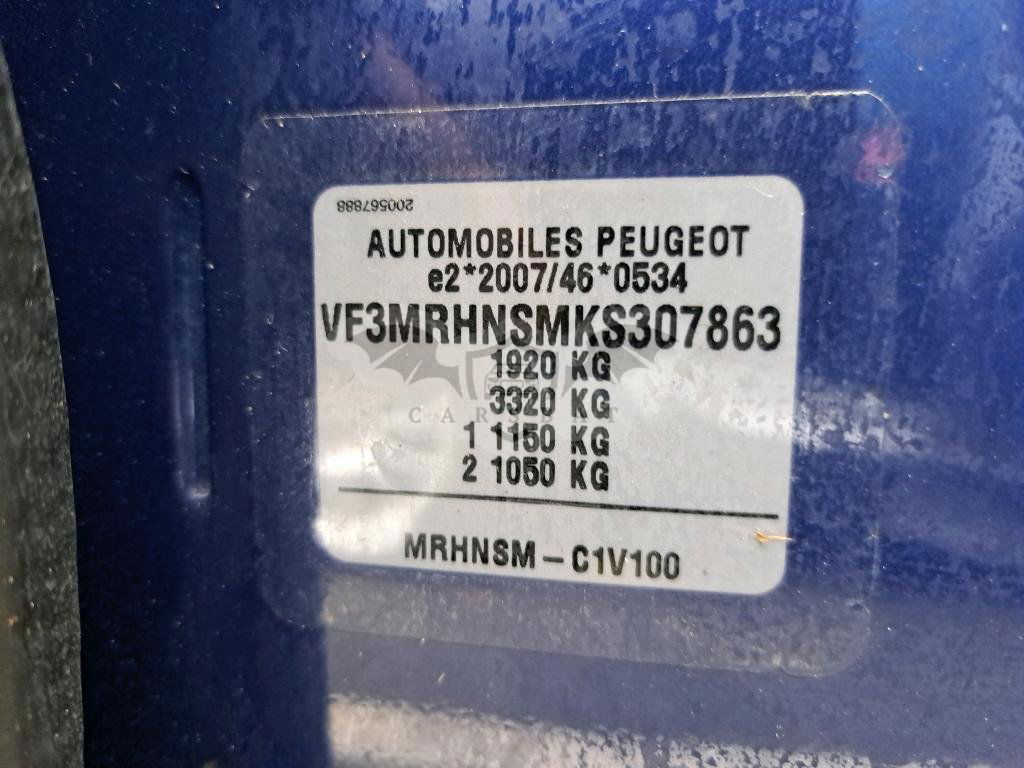 200567888
AUTOMOBILES PEUGEOT
e2*2007/46*0534
VF3MRHNSMKS307863
1920 KG
3320 KG
1 1150 KG
2 1050 KG
MRHNSM – C1V100